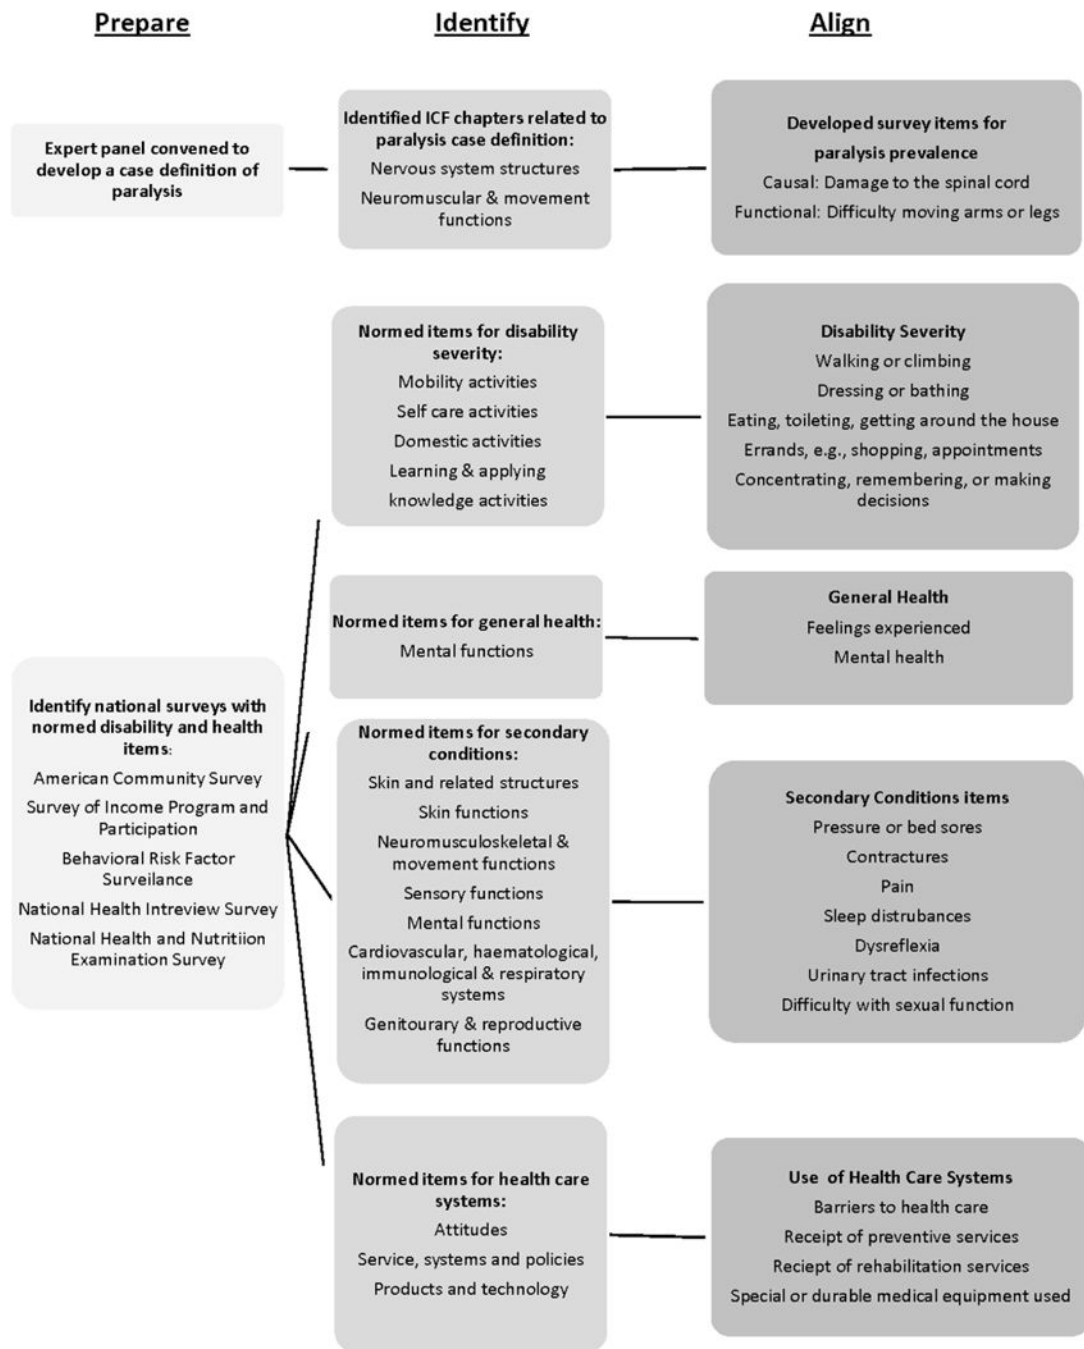 Prepare
Identify
Align
Expert panel convened to
develop a case definition of
paralysis
Identified ICF chapters related to
paralysis case definition:
Nervous system structures
Neuromuscular & movement
functions
Developed survey items for
paralysis prevalence
Causal: Damage to the spinal cord
Functional: Difficulty moving arms or legs
Normed items for disability
severity:
Mobility activities
Self care activities
Domestic activities
Learning & applying
knowledge activities
Disability Severity
Walking or climbing
Dressing or bathing
Eating, toileting, getting around the house
Errands, e.g., shopping, appointments
Concentrating, remembering, or making
decisions
Normed items for general health:
Mental functions
General Health
Feelings experienced
Mental health
Identify national surveys with
normed disability and health
items:
American Community Survey
Survey of Income Program and
Participation
Behavioral Risk Factor
Surveilance
National Health Intreview Survey
National Health and Nutritiion
Examination Survey
Normed items for secondary
conditions:
Skin and related structures
Skin functions
Neuromusculoskeletal &
movement functions
Sensory functions
Mental functions
Cardiovascular, haematological,
immunological & respiratory
systems
Genitourary & reproductive
functions
Secondary Conditions items
Pressure or bed sores
Contractures
Pain
Sleep distrubances
Dysreflexia
Urinary tract infections
Difficulty with sexual function
Normed items for health care
systems:
Attitudes
Service, systems and policies
Products and technology
Use of Health Care Systems
Barriers to health care
Receipt of preventive services
Reciept of rehabilitation services
Special or durable medical equipment used